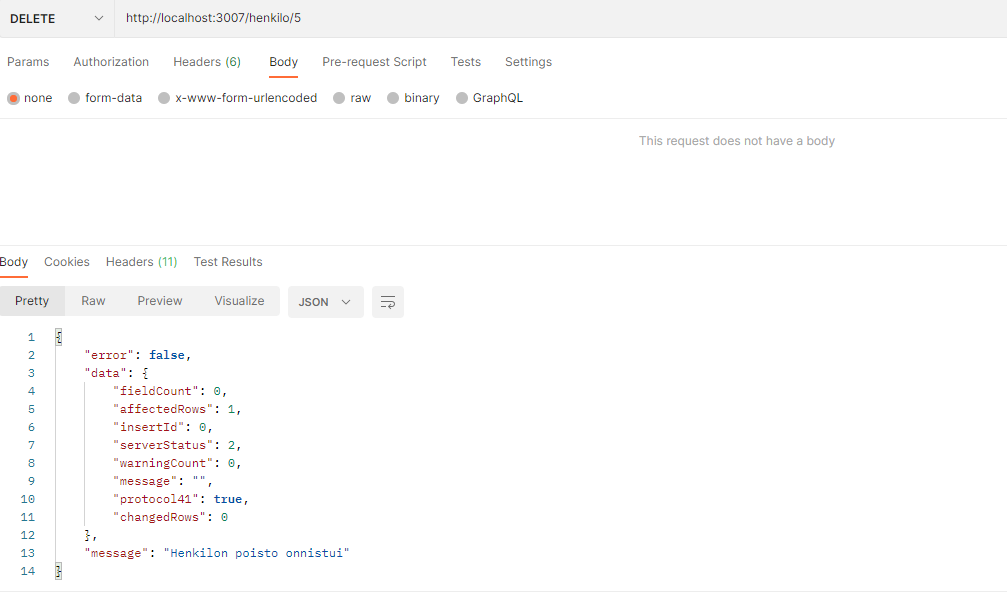 DELETE http://localhost:3007/henkilo/5
Params Authorization Headers (6) Body Pre-request Script Tests Settings
none form-data x-www-form-urlencoded raw binary GraphQL
This request does not have a body
Body Cookies Headers (11) Test Results
Pretty Raw Preview Visualize JSON
1 {
2 "error": false,
3 "data": {
4 "fieldCount": 0,
5 "affectedRows": 1,
6 "insertId": 0,
7 "serverStatus": 2,
8 "warningCount": 0,
9 "message": "",
10 "protocol41": true,
11 "changedRows": 0
12 },
13 "message": "Henkilon poisto onnistui"
14 }